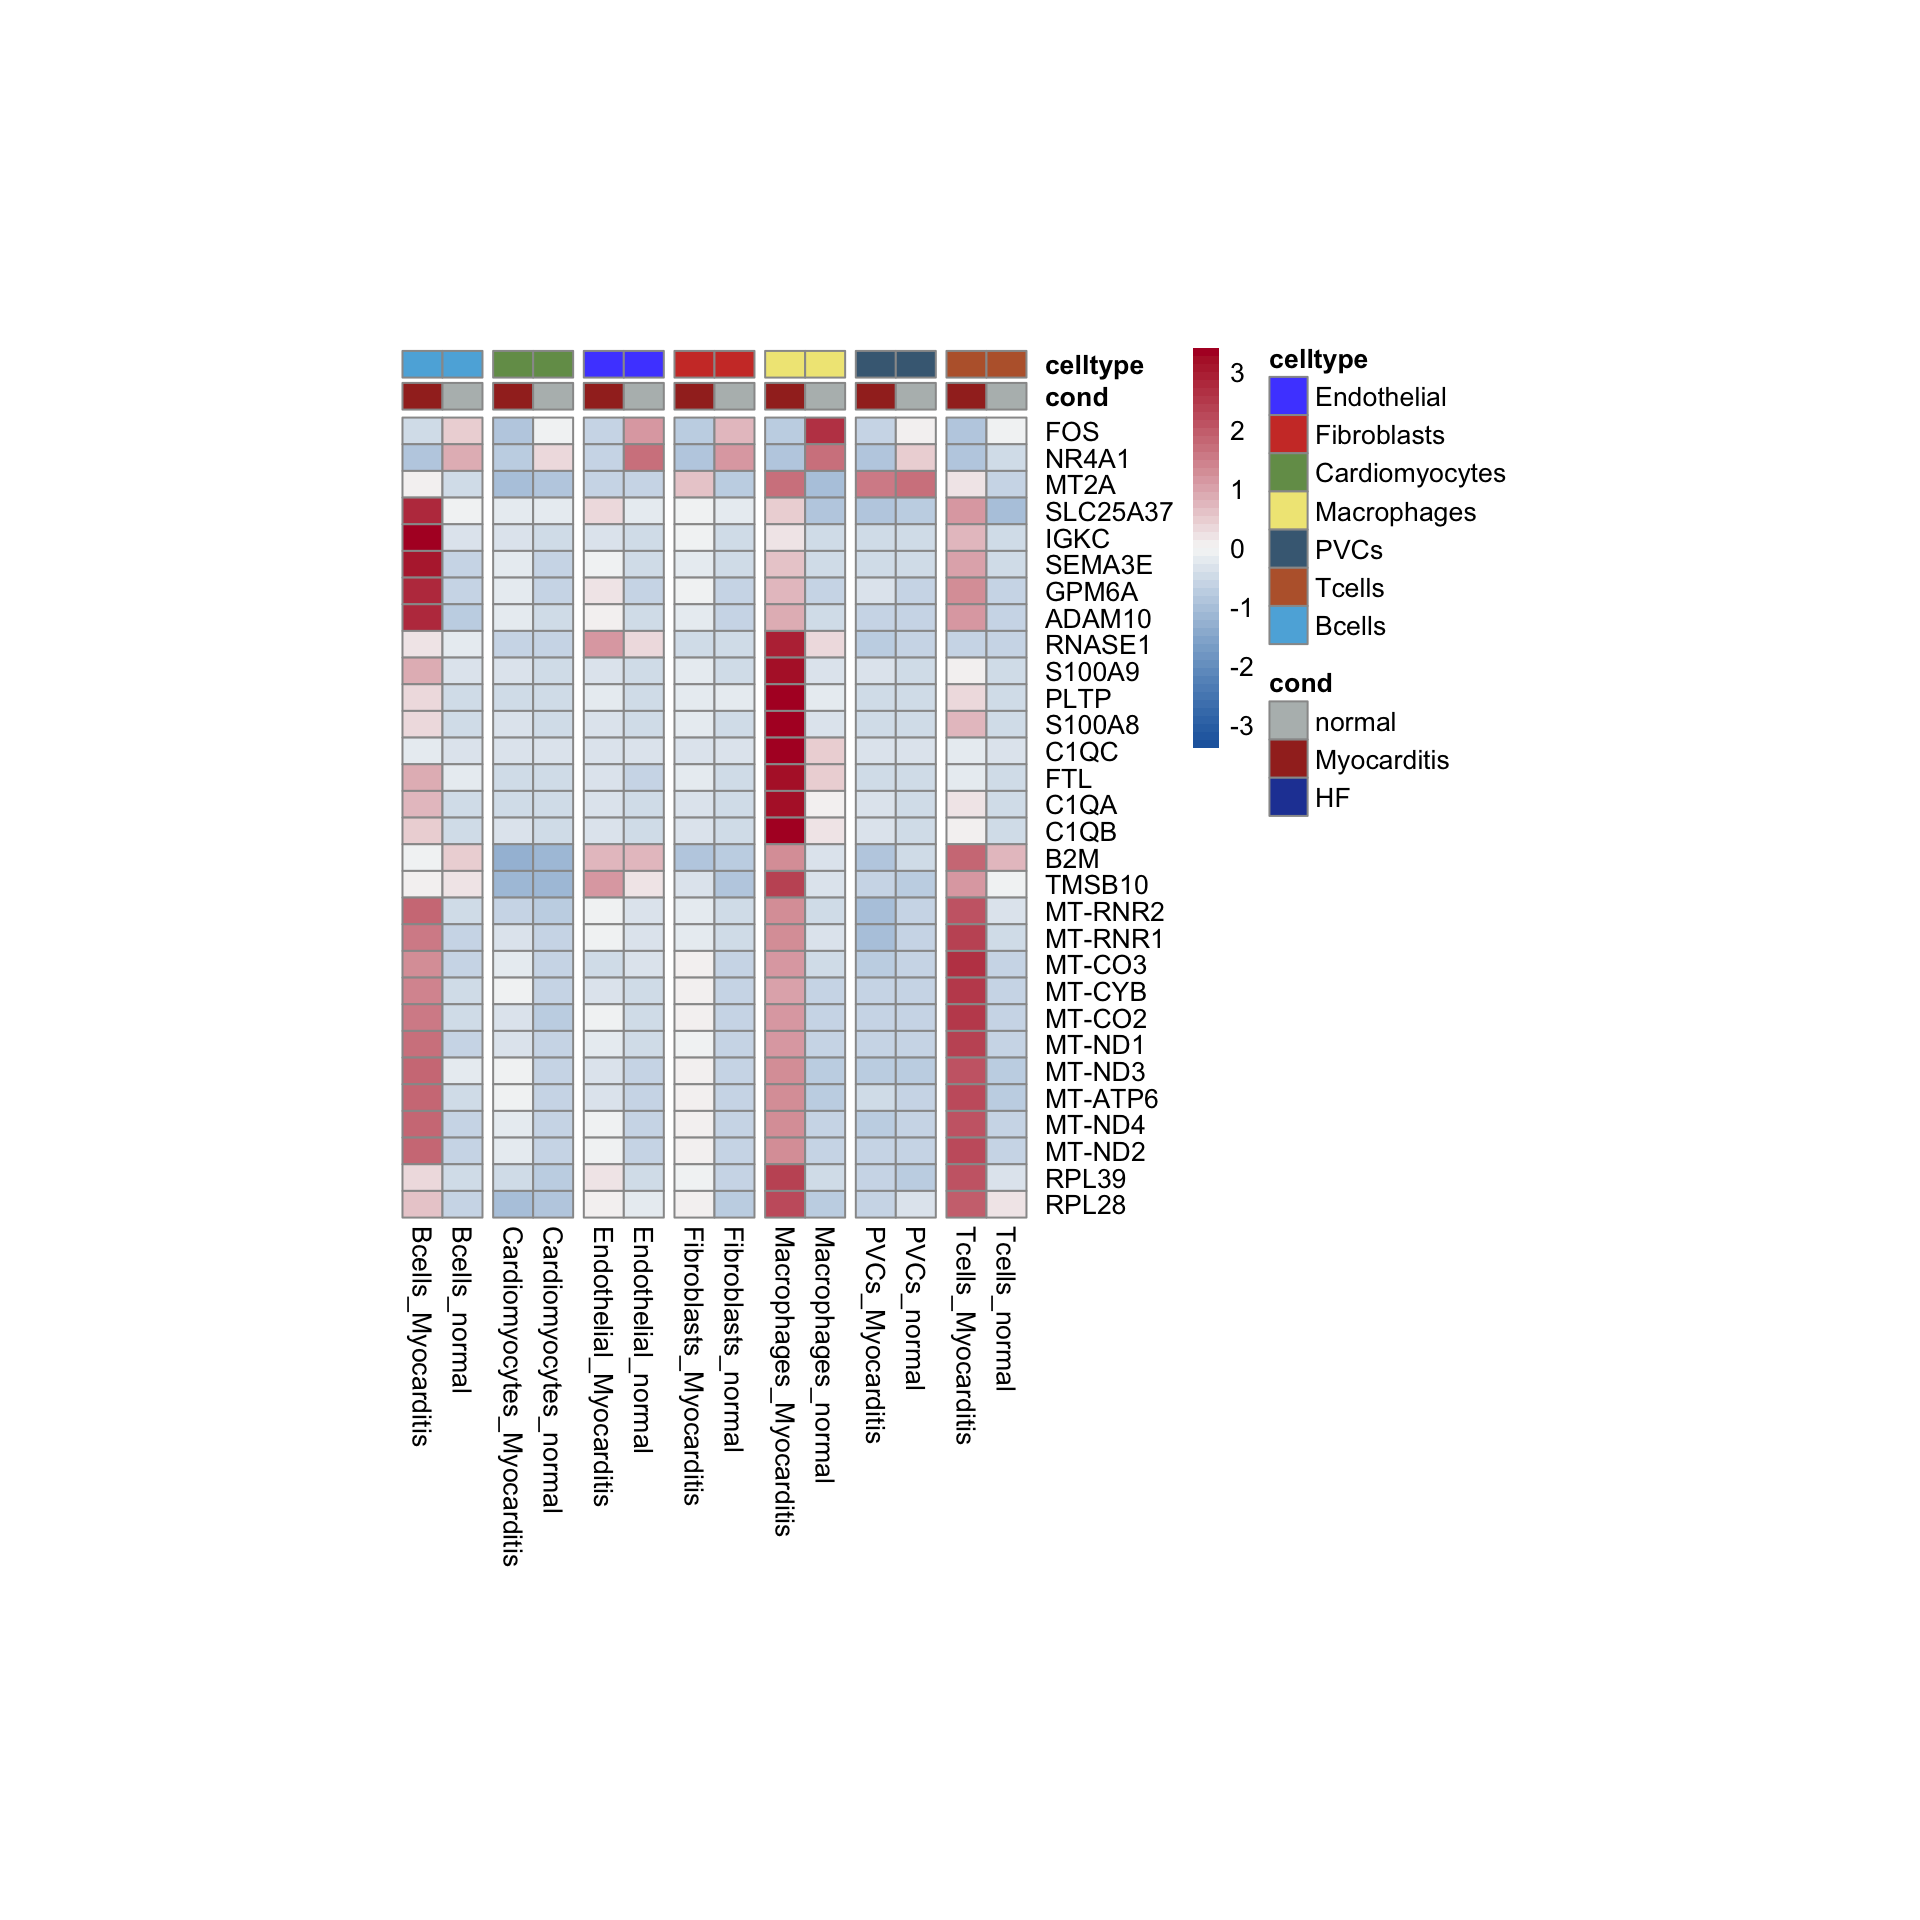 celltype
cond
FOS
NR4A1
MT2A
SLC25A37
IGKC
SEMA3E
GPM6A
ADAM10
RNASE1
S100A9
PLTP
S100A8
C1QC
FTL
C1QA
C1QB
B2M
TMSB10
MT-RNR2
MT-RNR1
MT-CO3
MT-CYB
MT-CO2
MT-ND1
MT-ND3
MT-ATP6
MT-ND4
MT-ND2
RPL39
RPL28
Bcells_Myocarditis
Bcells_normal
Cardiomyocytes_Myocarditis
Cardiomyocytes_normal
Endothelial_Myocarditis
Endothelial_normal
Fibroblasts_Myocarditis
Fibroblasts_normal
Macrophages_Myocarditis
Macrophages_normal
PVCs_Myocarditis
PVCs_normal
Tcells_Myocarditis
Tcells_normal
3
2
1
0
-1
-2
-3
celltype
Endothelial
Fibroblasts
Cardiomyocytes
Macrophages
PVCs
Tcells
Bcells
cond
normal
Myocarditis
HF